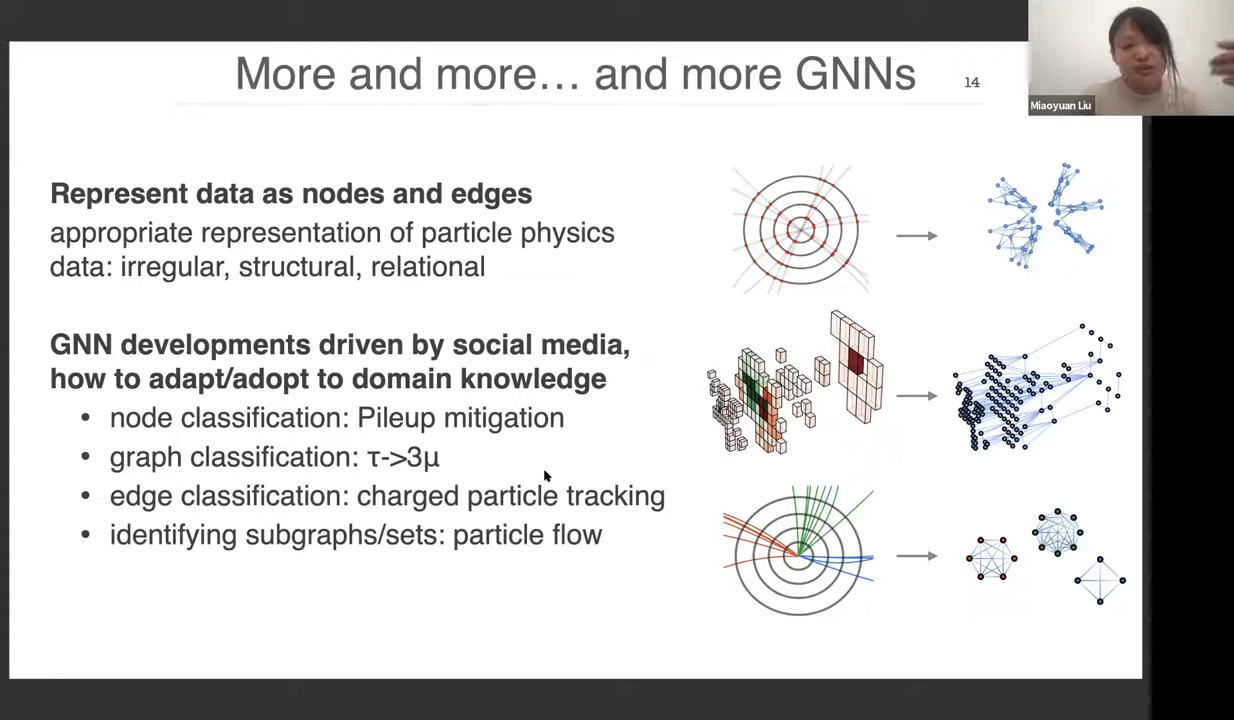 More and more… and more GNNs
14
Miaoyuan Liu
Represent data as nodes and edges
appropriate representation of particle physics
data: irregular, structural, relational
GNN developments driven by social media,
how to adapt/adopt to domain knowledge
• node classification: Pileup mitigation
• graph classification: τ->3μ
• edge classification: charged particle tracking
• identifying subgraphs/sets: particle flow